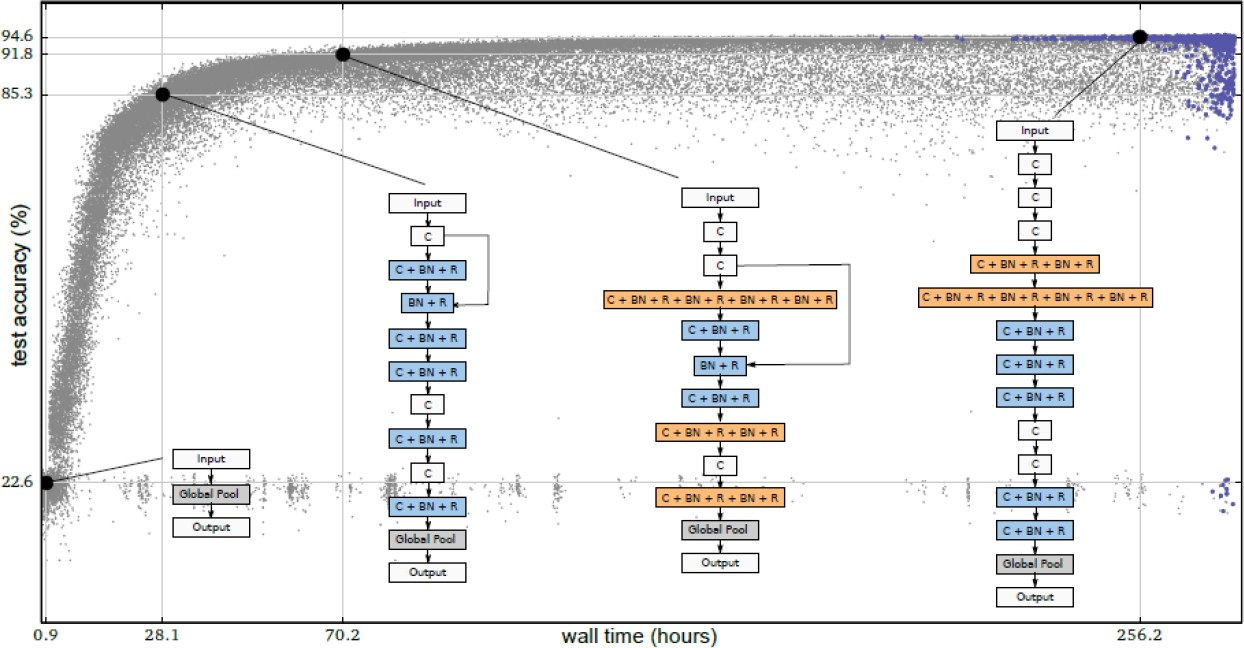 94.6
91.8
85.3
22.6
test accuracy (%)
Input
Global Pool
Output
Input
C
C + BN + R
BN + R
C + BN + R
C + BN + R
C
C + BN + R
C
C + BN + R
Global Pool
Output
Input
C
C
C + BN + R + BN + R + BN + R + BN + R
C + BN + R
BN + R
C + BN + R
C + BN + R + BN + R
C
C + BN + R + BN + R
Global Pool
Output
Input
C
C
C
C + BN + R + BN + R
C + BN + R + BN + R + BN + R + BN + R
C + BN + R
C + BN + R
C + BN + R
C
C
C + BN + R
C + BN + R
Global Pool
Output
0.9 28.1 70.2 256.2
wall time (hours)